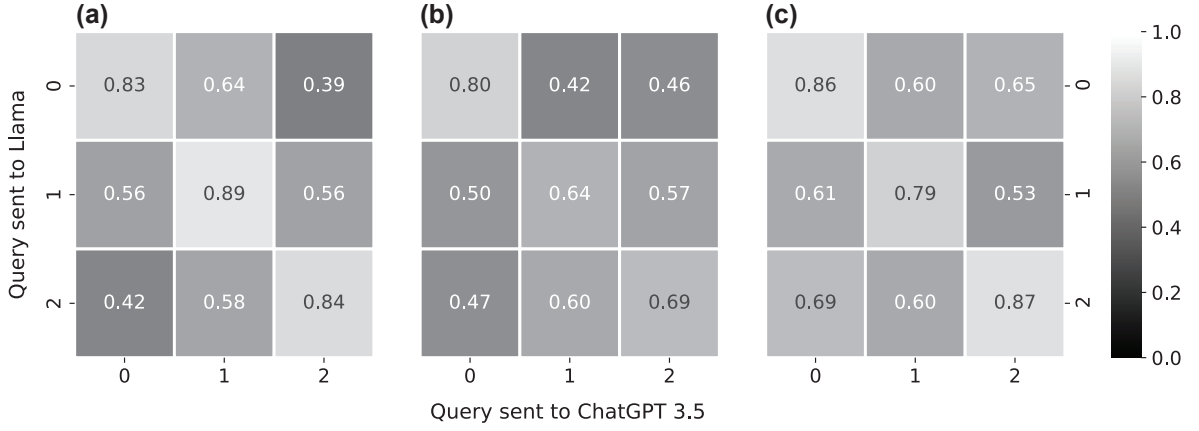 (a) (b) (c)
Query sent to Llama
0 0.83 0.64 0.39 0.80 0.42 0.46 0.86 0.60 0.65 0
1 0.56 0.89 0.56 0.50 0.64 0.57 0.61 0.79 0.53 1
2 0.42 0.58 0.84 0.47 0.60 0.69 0.69 0.60 0.87 2
0 1 2 0 1 2 0 1 2
Query sent to ChatGPT 3.5
1.0
0.8
0.6
0.4
0.2
0.0